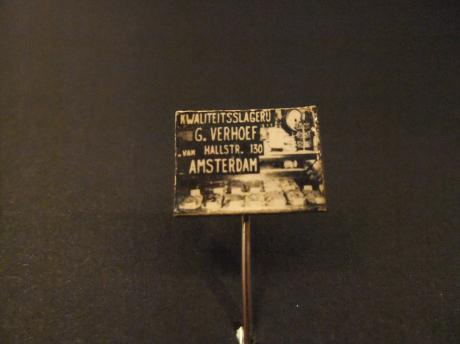 KWALITEITSSLAGERIJ
G. VERHOEF
VAN HALLSTR. 130
AMSTERDAM